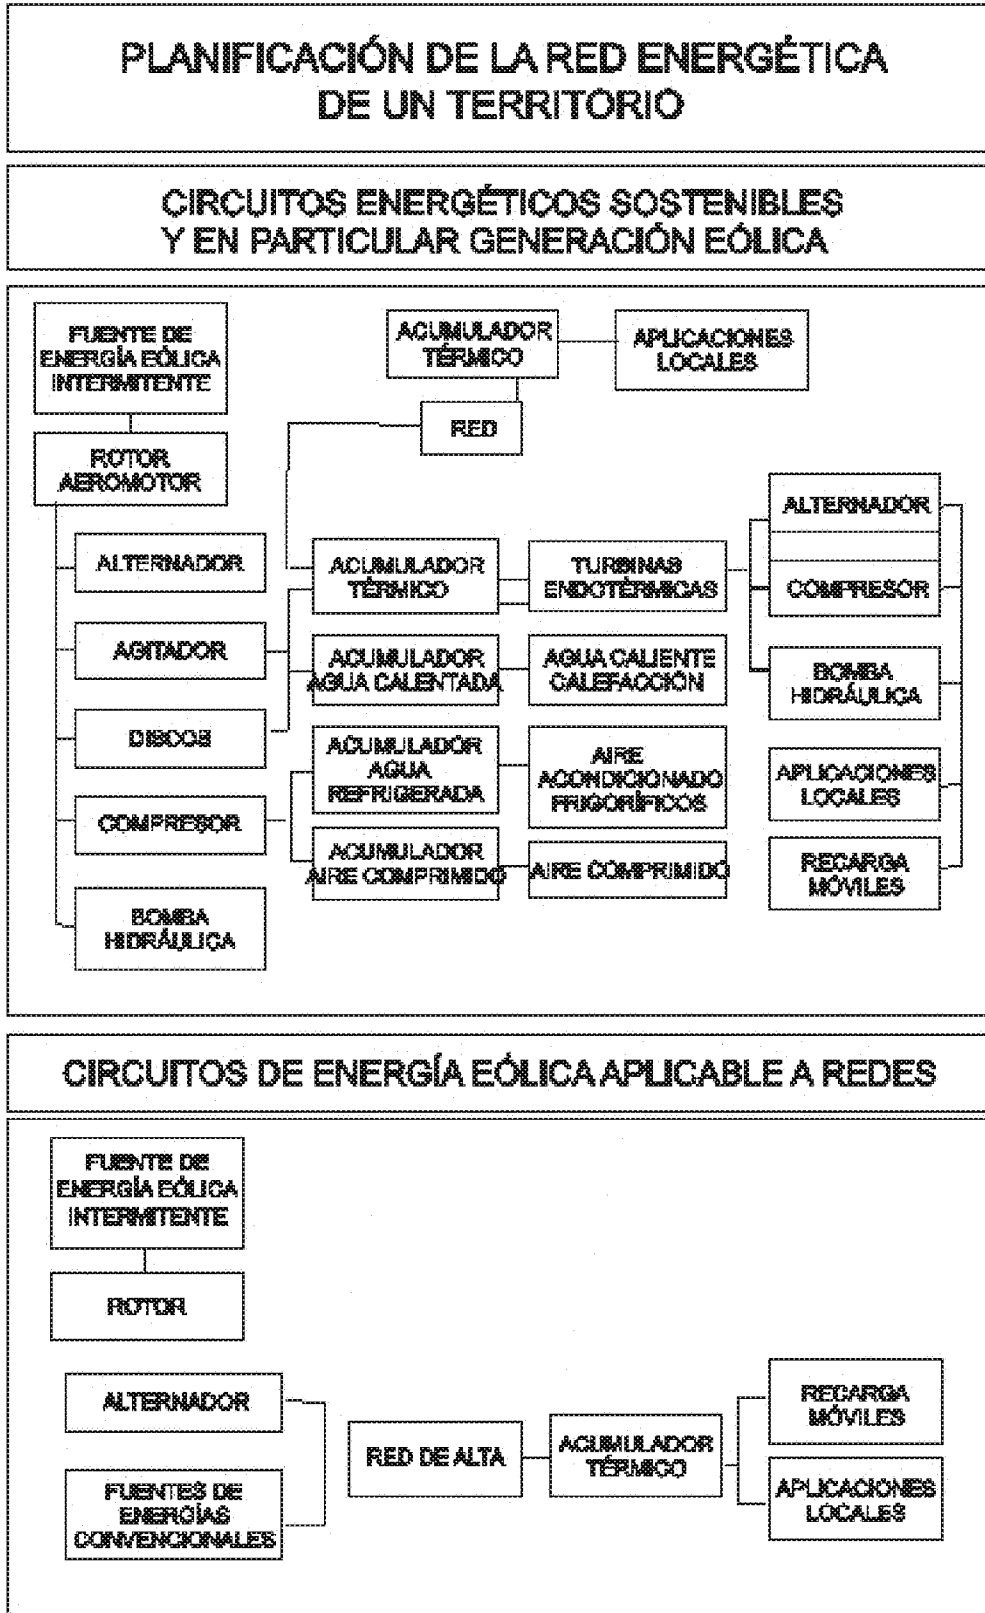 PLANIFICACIÓN DE LA RED ENERGÉTICA
DE UN TERRITORIO
CIRCUITOS ENERGÉTICOS SOSTENIBLES
Y EN PARTICULAR GENERACIÓN EÓLICA
FUENTE DE
ENERGÍA EÓLICA
INTERMITENTE
ACUMULADOR
TÉRMICO
APLICACIONES
LOCALES
RED
ROTOR
AEROMOTOR
ALTERNADOR
ALTERNADOR
ACUMULADOR
TÉRMICO
TURBINAS
ENDOTÉRMICAS
COMPRESOR
AGITADOR
ACUMULADOR
AGUA CALENTADA
AGUA CALIENTE
CALEFACCIÓN
BOMBA
HIDRÁULICA
DISCOS
ACUMULADOR
AGUA
REFRIGERADA
AIRE
ACONDICIONADO
FRIGORÍFICOS
APLICACIONES
LOCALES
COMPRESOR
ACUMULADOR
AIRE COMPRIMIDO
AIRE COMPRIMIDO
RECARGA
MÓVILES
BOMBA
HIDRÁULICA
CIRCUITOS DE ENERGÍA EÓLICA APLICABLE A REDES
FUENTE DE
ENERGÍA EÓLICA
INTERMITENTE
ROTOR
ALTERNADOR
RECARGA
MÓVILES
RED DE ALTA
ACUMULADOR
TÉRMICO
FUENTES DE
ENERGÍAS
CONVENCIONALES
APLICACIONES
LOCALES